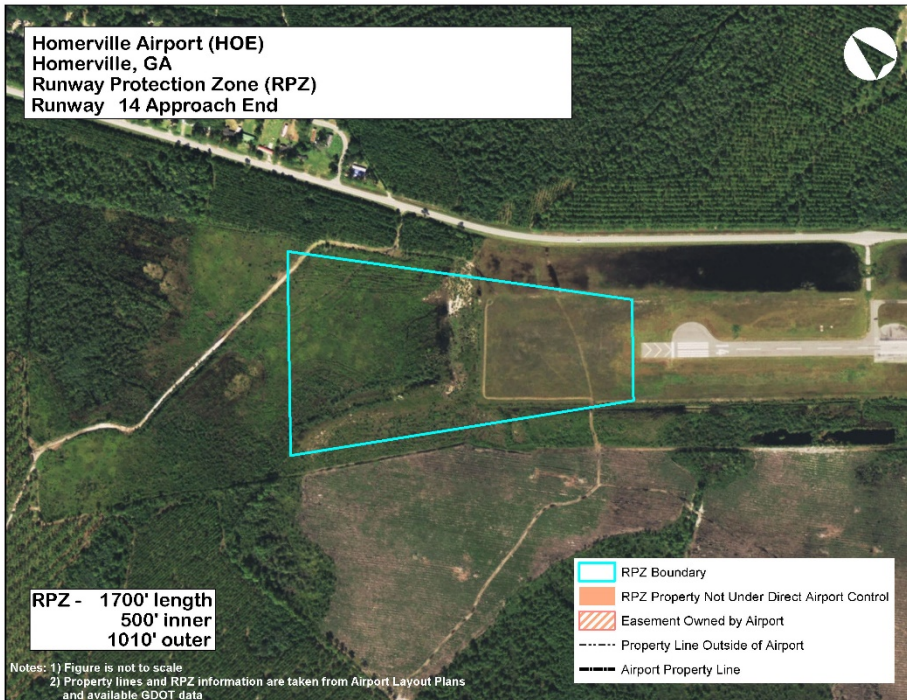 Homerville Airport (HOE)
Homerville, GA
Runway Protection Zone (RPZ)
Runway 14 Approach End
RPZ - 1700' length
500' inner
1010' outer
Notes: 1) Figure is not to scale
2) Property lines and RPZ information are taken from Airport Layout Plans
and available GDOT data
RPZ Boundary
RPZ Property Not Under Direct Airport Control
Easement Owned by Airport
Property Line Outside of Airport
Airport Property Line